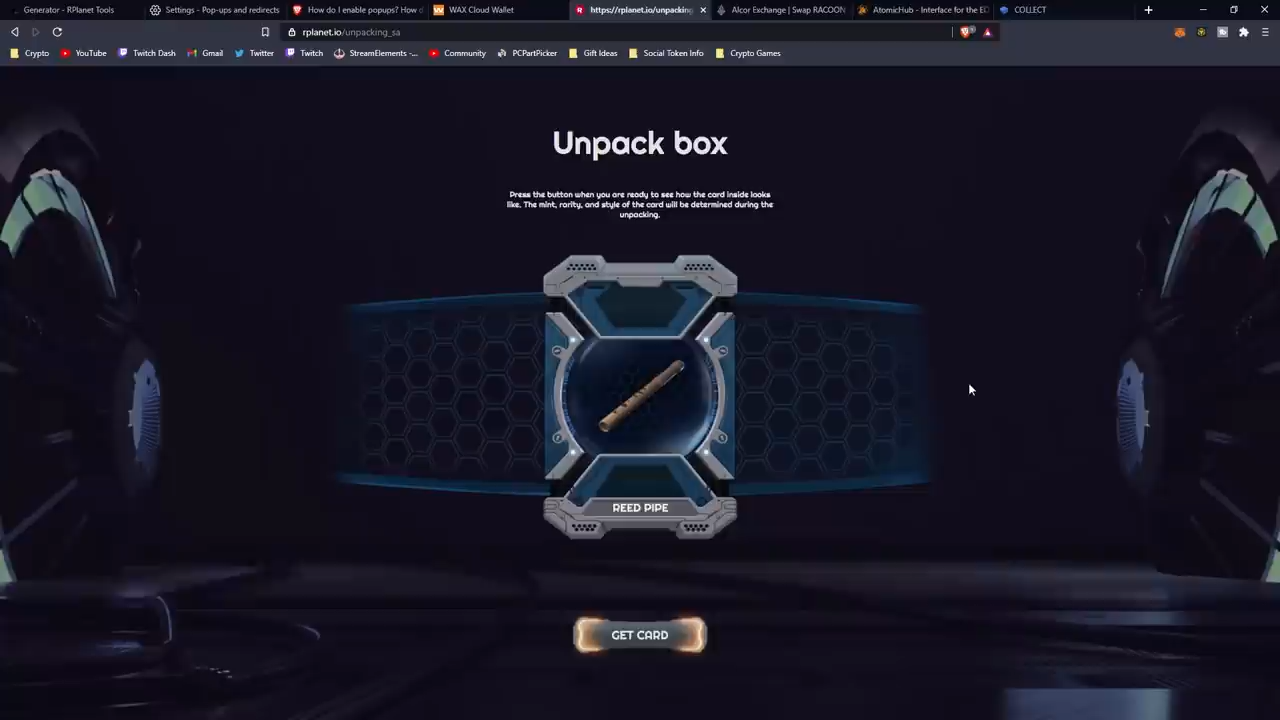 Generator - RPlanet Tools
Settings - Pop-ups and redirects
How do I enable popups? How d
WAX Cloud Wallet
https://rplanet.io/unpacking
Alcor Exchange | Swap RACOON
AtomicHub - Interface for the EO
COLLECT
rplanet.io/unpacking_sa
Crypto
YouTube
Twitch Dash
Gmail
Twitter
Twitch
StreamElements -...
Community
PCPartPicker
Gift Ideas
Social Token Info
Crypto Games
Unpack box
Press the button when you are ready to see how the card inside looks
like. The mint, rarity, and style of the card will be determined during the
unpacking.
REED PIPE
GET CARD